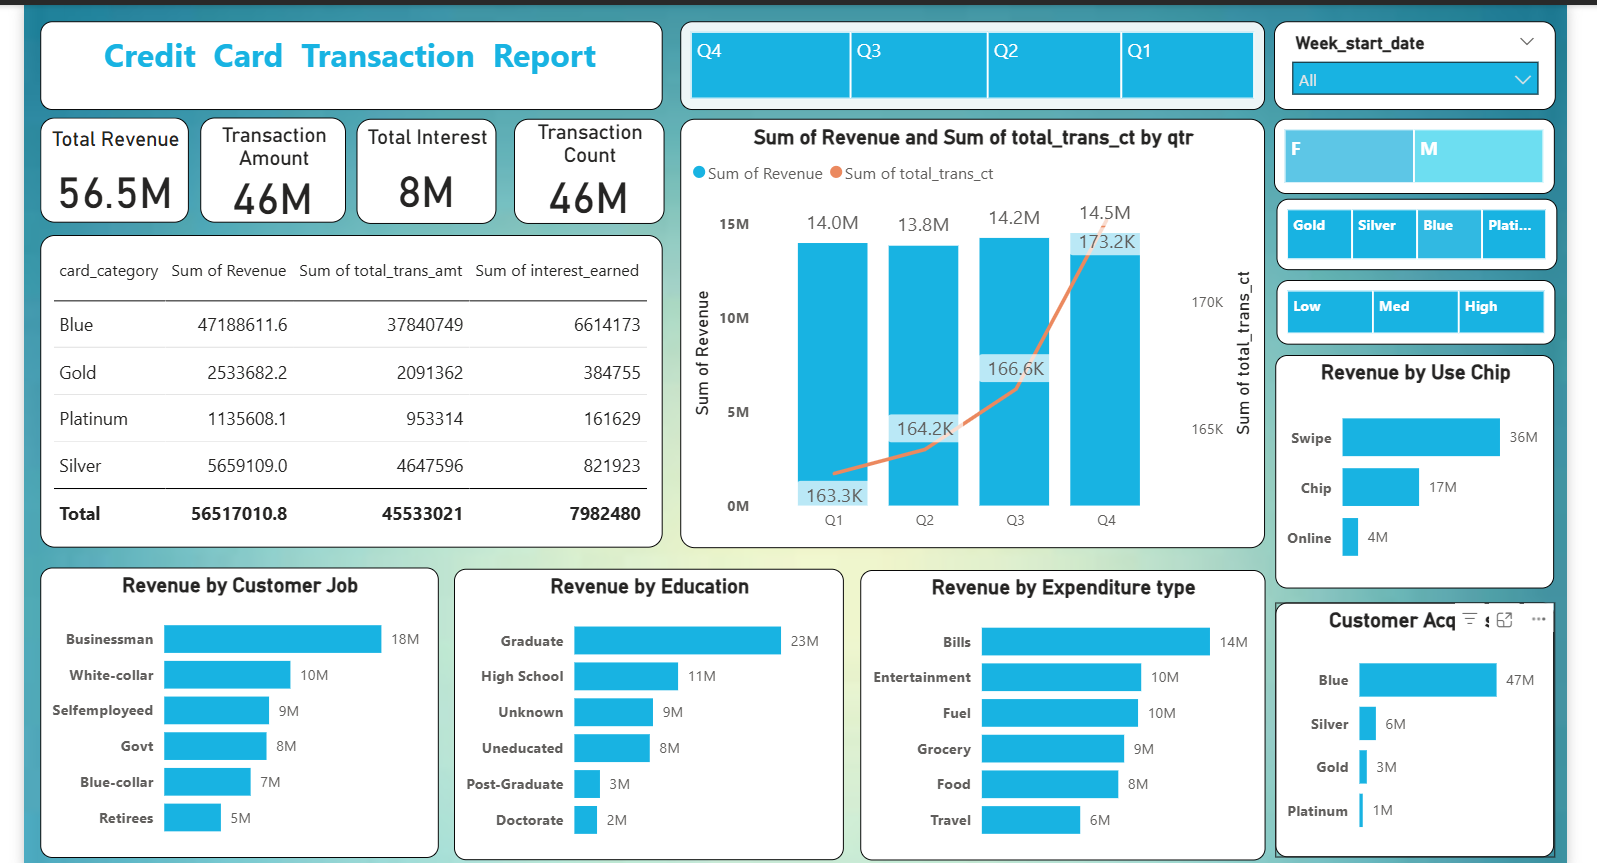 Credit Card Transaction Report
Q4 Q3 Q2 Q1
Week_start_date
All
Total Revenue
56.5M
Transaction
Amount
46M
Total Interest
8M
Transaction
Count
46M
F M
Gold Silver Blue Plati...
Low Med High
card_category Sum of Revenue Sum of total_trans_amt Sum of interest_earned
Blue 47188611.6 37840749 6614173
Gold 2533682.2 2091362 384755
Platinum 1135608.1 953314 161629
Silver 5659109.0 4647596 821923
Total 56517010.8 45533021 7982480
Sum of Revenue and Sum of total_trans_ct by qtr
Sum of Revenue Sum of total_trans_ct
15M
10M
5M
0M
Sum of Revenue
14.0M 13.8M 14.2M 14.5M
163.3K 164.2K 166.6K 173.2K
Q1 Q2 Q3 Q4
170K
165K
Sum of total_trans_ct
Revenue by Use Chip
Swipe 36M
Chip 17M
Online 4M
Revenue by Customer Job
Businessman 18M
White-collar 10M
Selfemployeed 9M
Govt 8M
Blue-collar 7M
Retirees 5M
Revenue by Education
Graduate 23M
High School 11M
Unknown 9M
Uneducated 8M
Post-Graduate 3M
Doctorate 2M
Revenue by Expenditure type
Bills 14M
Entertainment 10M
Fuel 10M
Grocery 9M
Food 8M
Travel 6M
Customer Acq
Blue 47M
Silver 6M
Gold 3M
Platinum 1M